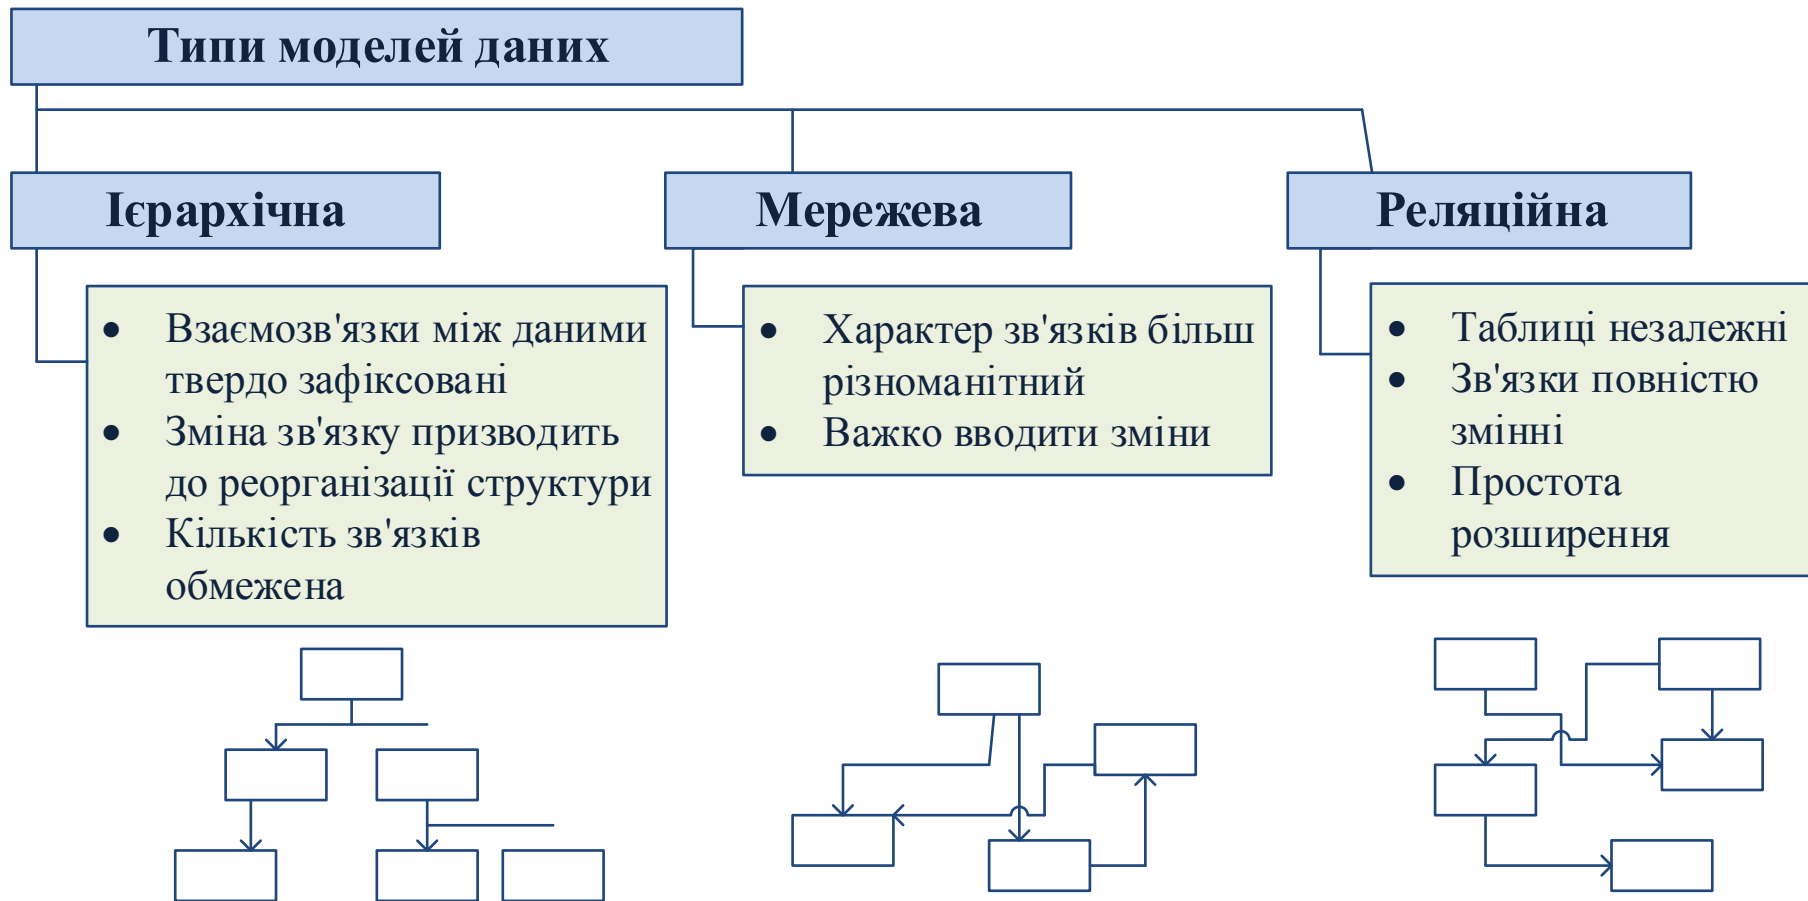 Типи моделей даних
Ієрархічна
Взаємозв'язки між даними
твердо зафіксовані
Зміна зв'язку призводить
до реорганізації структури
Кількість зв'язків
обмежена
Мережева
Характер зв'язків більш
різноманітний
Важко вводити зміни
Реляційна
Таблиці незалежні
Зв'язки повністю
змінні
Простота
розширення